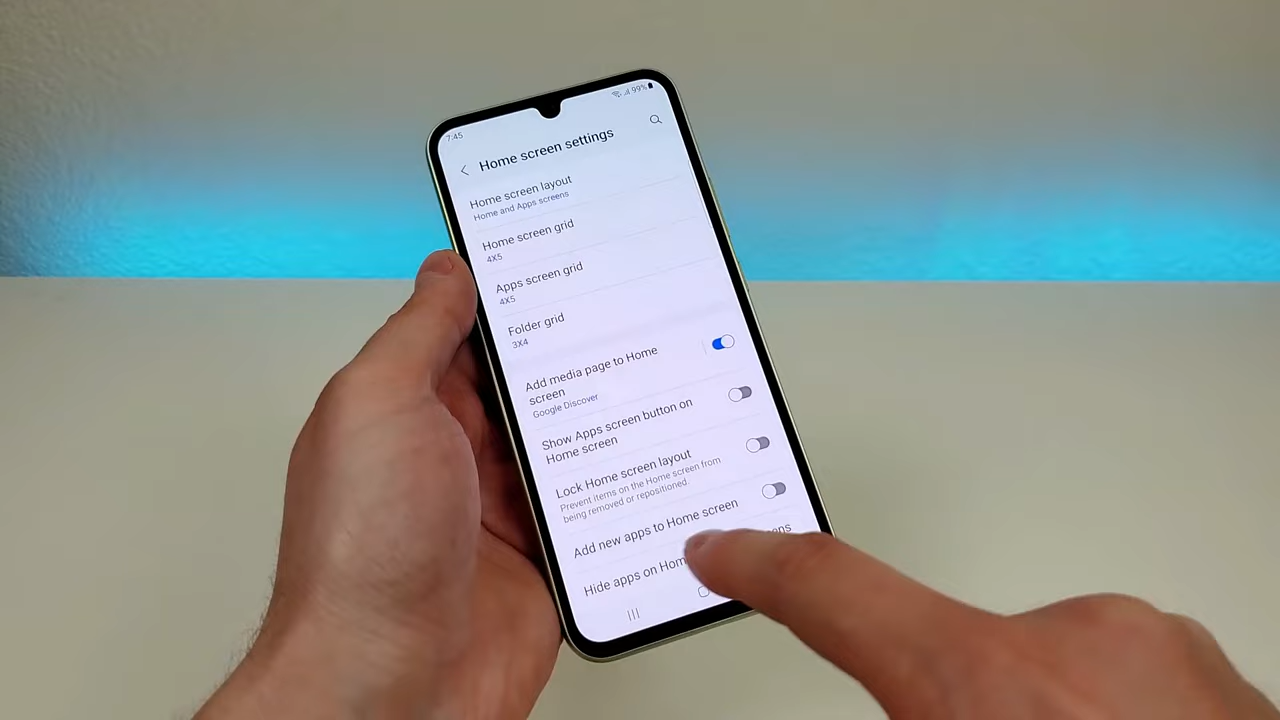 7:45
99%
Home screen settings
Home screen layout
Home and Apps screens
Home screen grid
4X5
Apps screen grid
4X5
Folder grid
3X4
Add media page to Home
screen
Google Discover
Show Apps screen button on
Home screen
Lock Home screen layout
Prevent items on the Home screen from
being removed or repositioned.
Add new apps to Home screen
Hide apps on Hom